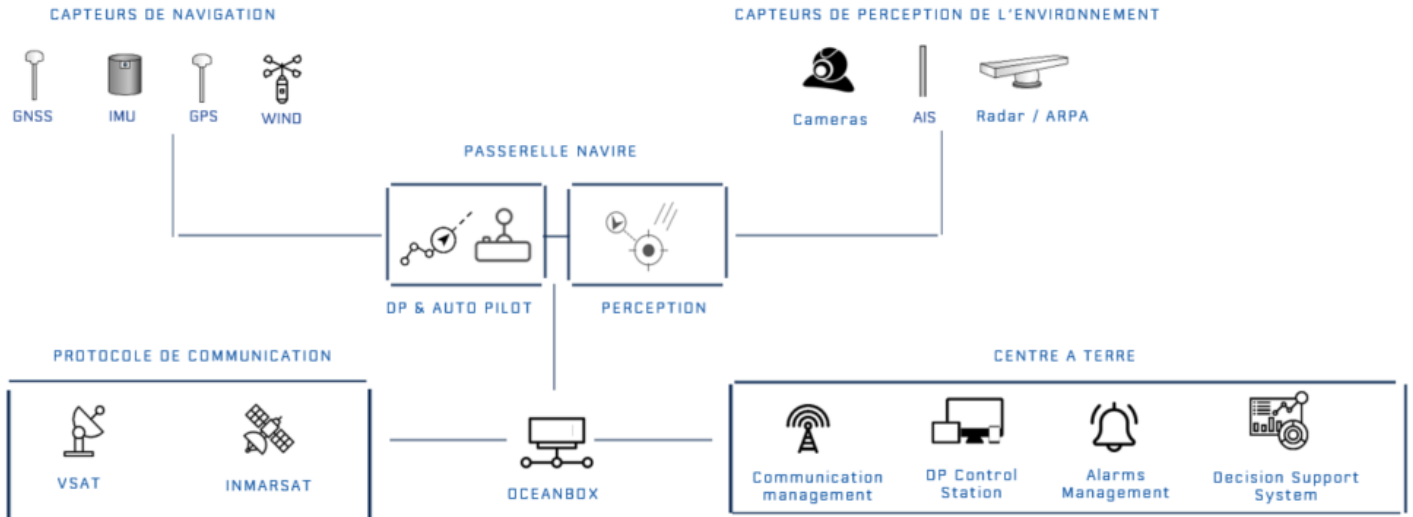 CAPTEURS DE NAVIGATION
CAPTEURS DE PERCEPTION DE L'ENVIRONNEMENT
GNSS
IMU
GPS
WIND
Cameras
AIS
Radar / ARPA
PASSERELLE NAVIRE
DP & AUTO PILOT
PERCEPTION
PROTOCOLE DE COMMUNICATION
CENTRE A TERRE
VSAT
INMARSAT
OCEANBOX
Communication
management
DP Control
Station
Alarms
Management
Decision Support
System